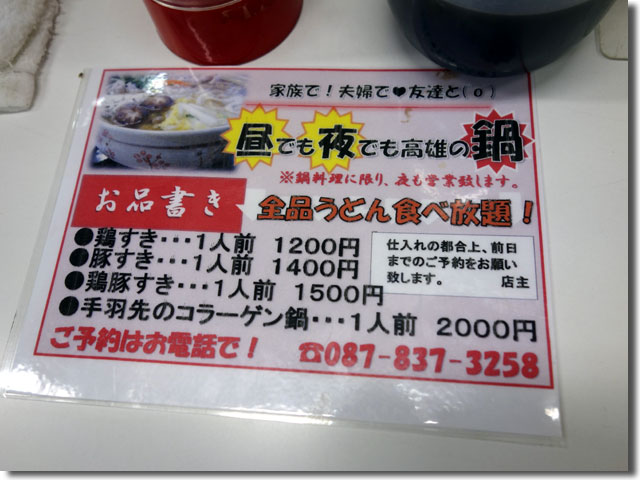 家族で！夫婦で♥友達と(o)
昼でも夜でも高雄の鍋
※鍋料理に限り、夜も営業致します。
お品書き
全品うどん食べ放題！
●鶏すき･･･1人前 1200円
●豚すき･･･1人前 1400円
●鶏豚すき･･･1人前 1500円
●手羽先のコラーゲン鍋･･･1人前 2000円
仕入れの都合上、前日
までのご予約をお願い
致します。 店主
ご予約はお電話で！ ☎087-837-3258